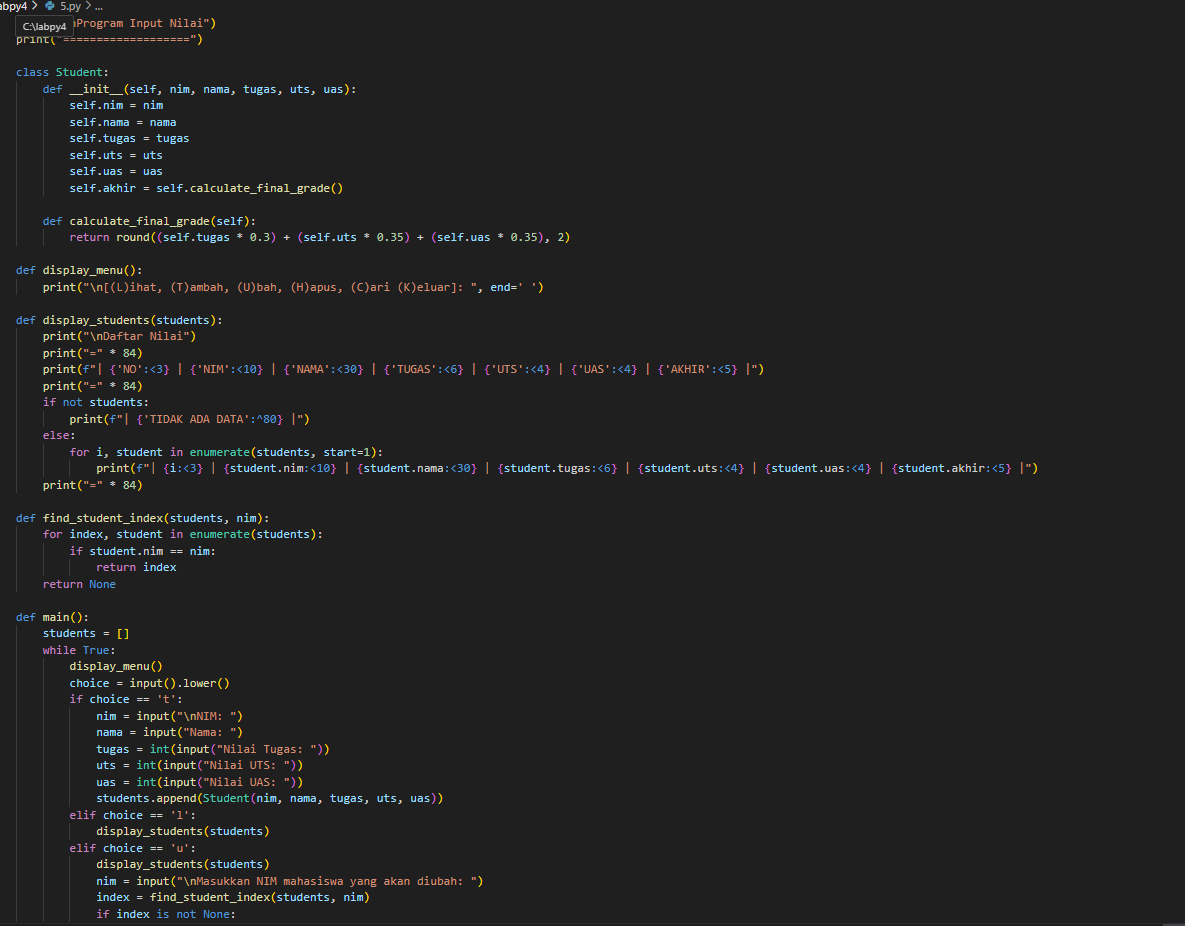 abpy4 > 5.py > ...
C:\labpy4
nProgram Input Nilai")
print("===================")

class Student:
    def __init__(self, nim, nama, tugas, uts, uas):
        self.nim = nim
        self.nama = nama
        self.tugas = tugas
        self.uts = uts
        self.uas = uas
        self.akhir = self.calculate_final_grade()

    def calculate_final_grade(self):
        return round((self.tugas * 0.3) + (self.uts * 0.35) + (self.uas * 0.35), 2)

def display_menu():
    print("\n[(L)ihat, (T)ambah, (U)bah, (H)apus, (C)ari (K)eluar]: ", end=' ')

def display_students(students):
    print("\nDaftar Nilai")
    print("=" * 84)
    print(f"| {'NO':<3} | {'NIM':<10} | {'NAMA':<30} | {'TUGAS':<6} | {'UTS':<4} | {'UAS':<4} | {'AKHIR':<5} |")
    print("=" * 84)
    if not students:
        print(f"| {'TIDAK ADA DATA':^80} |")
    else:
        for i, student in enumerate(students, start=1):
            print(f"| {i:<3} | {student.nim:<10} | {student.nama:<30} | {student.tugas:<6} | {student.uts:<4} | {student.uas:<4} | {student.akhir:<5} |")
    print("=" * 84)

def find_student_index(students, nim):
    for index, student in enumerate(students):
        if student.nim == nim:
            return index
    return None

def main():
    students = []
    while True:
        display_menu()
        choice = input().lower()
        if choice == 't':
            nim = input("\nNIM: ")
            nama = input("Nama: ")
            tugas = int(input("Nilai Tugas: "))
            uts = int(input("Nilai UTS: "))
            uas = int(input("Nilai UAS: "))
            students.append(Student(nim, nama, tugas, uts, uas))
        elif choice == 'l':
            display_students(students)
        elif choice == 'u':
            display_students(students)
            nim = input("\nMasukkan NIM mahasiswa yang akan diubah: ")
            index = find_student_index(students, nim)
            if index is not None: